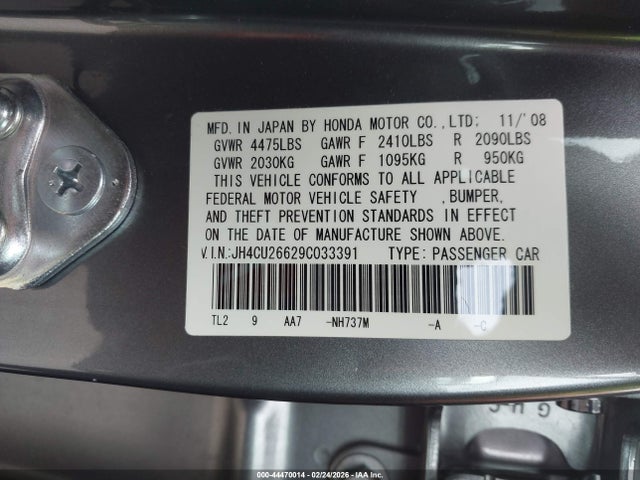 MFD. IN JAPAN BY HONDA MOTOR CO., LTD: 11/'08
GVWR 4475LBS GAWR F 2410LBS R 2090LBS
GVWR 2030KG GAWR F 1095KG R 950KG
THIS VEHICLE CONFORMS TO ALL APPLICABLE
FEDERAL MOTOR VEHICLE SAFETY , BUMPER,
AND THEFT PREVENTION STANDARDS IN EFFECT
ON THE DATE OF MANUFACTURE SHOWN ABOVE.
V.I.N.:JH4CU26629C033391 TYPE: PASSENGER CAR
TL2 9 AA7 -NH737M -A -C
G H C
000-44470014 - 02/24/2026 - IAAI, Inc.